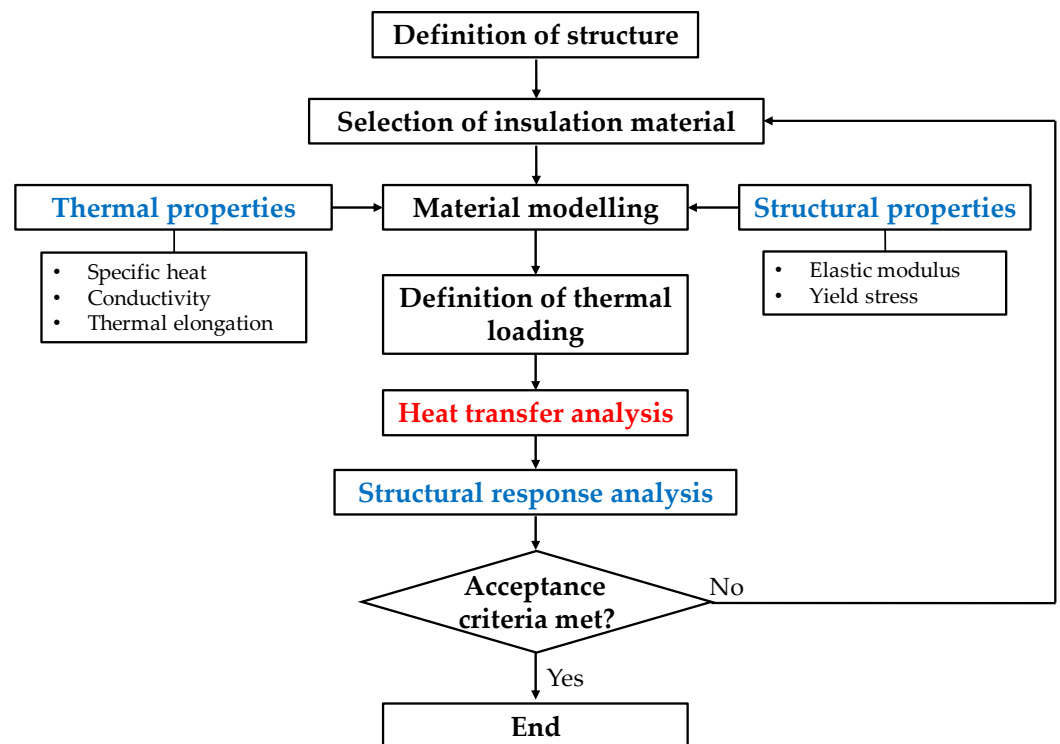 Definition of structure
Selection of insulation material
Thermal properties
Material modelling
Structural properties
• Specific heat
• Conductivity
• Thermal elongation
• Elastic modulus
• Yield stress
Definition of thermal
loading
Heat transfer analysis
Structural response analysis
Acceptance
criteria met?
No
Yes
End